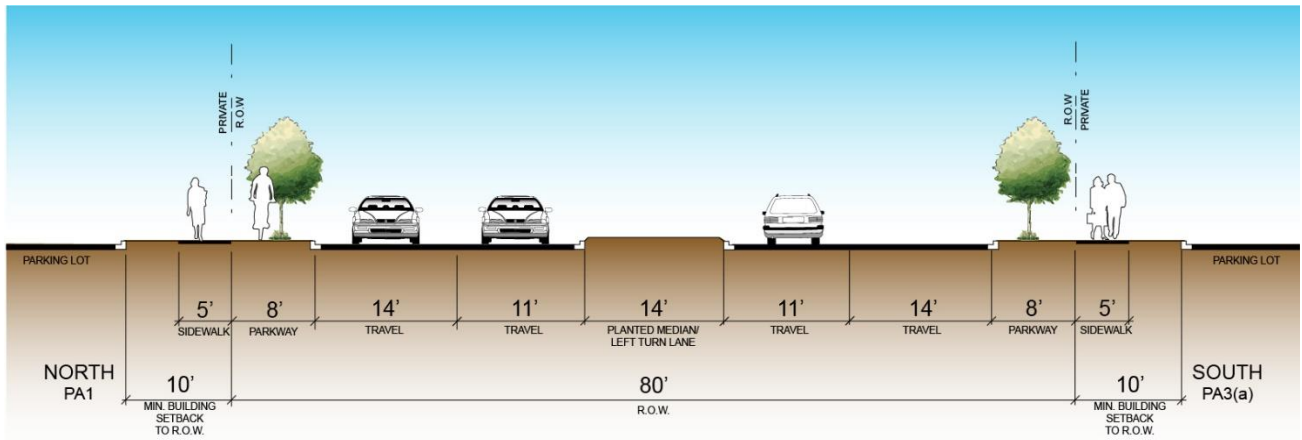 PRIVATE
R.O.W
R.O.W
PRIVATE
PARKING LOT
PARKING LOT
5’
8’
14’
11’
14’
11’
14’
8’
5’
SIDEWALK
PARKWAY
TRAVEL
TRAVEL
PLANTED MEDIAN/
LEFT TURN LANE
TRAVEL
TRAVEL
PARKWAY
SIDEWALK
NORTH
PA1
10’
MIN. BUILDING
SETBACK
TO R.O.W.
80’
R.O.W.
10’
MIN. BUILDING
SETBACK
TO R.O.W.
SOUTH
PA3(a)